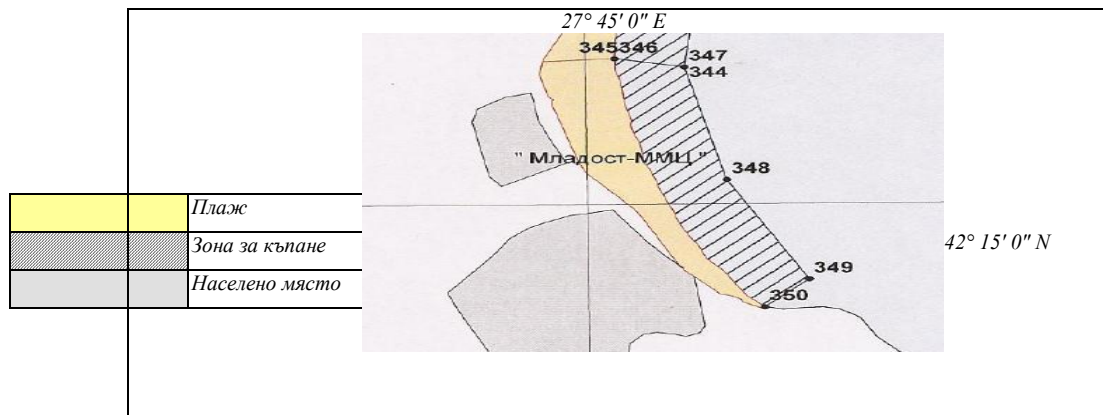 27° 45' 0" E
345346
347
344
" Младост-ММЦ "
348
Плаж
Зона за къпане
42° 15' 0" N
349
Населено място
350